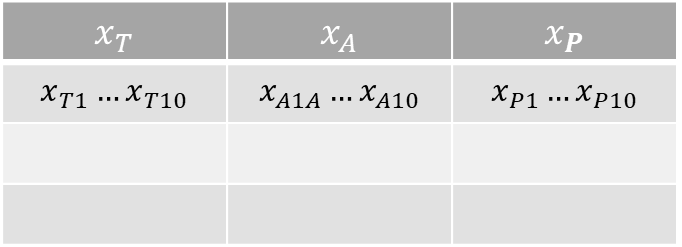 x_T x_A x_P
x_T1 … x_T10 x_A1A … x_A10 x_P1 … x_P10